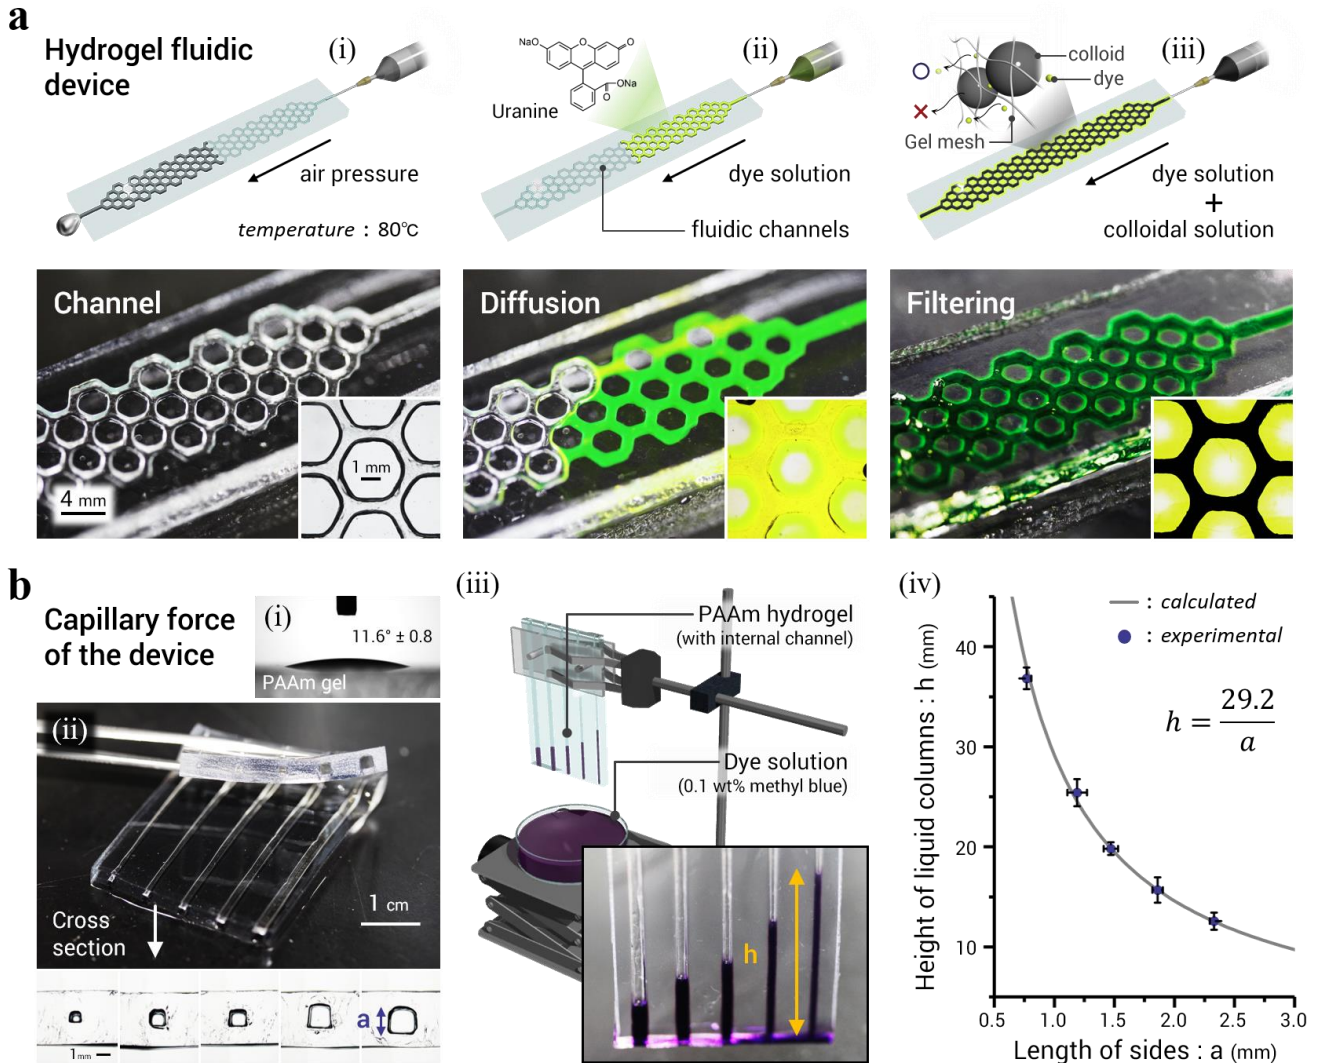 a
Hydrogel fluidic
device
(i)
air pressure
temperature : 80℃
(ii)
NaO
O
O
ONa
O
Uranine
dye solution
fluidic channels
(iii)
colloid
dye
Gel mesh
dye solution
+
colloidal solution
Channel
4 mm
1 mm
Diffusion
Filtering
b
Capillary force
of the device
(i)
11.6° ± 0.8
PAAm gel
(ii)
Cross
section
1 cm
a
1mm
(iii)
PAAm hydrogel
(with internal channel)
Dye solution
(0.1 wt% methyl blue)
h
(iv)
: calculated
: experimental
h = 29.2
a
Height of liquid columns : h (mm)
40
30
20
10
0.5 1.0 1.5 2.0 2.5 3.0
Length of sides : a (mm)